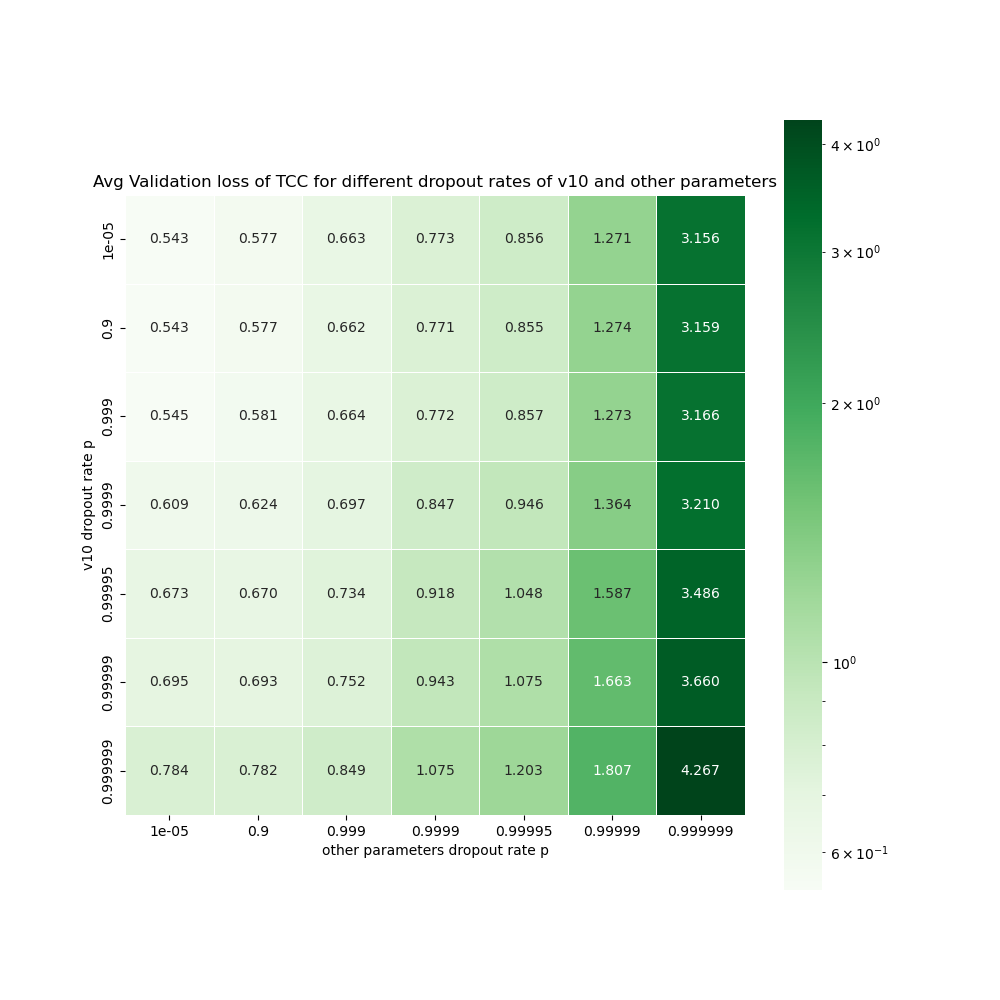 Avg Validation loss of TCC for different dropout rates of v10 and other parameters
v10 dropout rate p
1e-05 0.543 0.577 0.663 0.773 0.856 1.271 3.156
0.9 0.543 0.577 0.662 0.771 0.855 1.274 3.159
0.999 0.545 0.581 0.664 0.772 0.857 1.273 3.166
0.9999 0.609 0.624 0.697 0.847 0.946 1.364 3.210
0.99995 0.673 0.670 0.734 0.918 1.048 1.587 3.486
0.99999 0.695 0.693 0.752 0.943 1.075 1.663 3.660
0.999999 0.784 0.782 0.849 1.075 1.203 1.807 4.267
1e-05 0.9 0.999 0.9999 0.99995 0.99999 0.999999
other parameters dropout rate p
4 × 10⁰
3 × 10⁰
2 × 10⁰
10⁰
6 × 10⁻¹